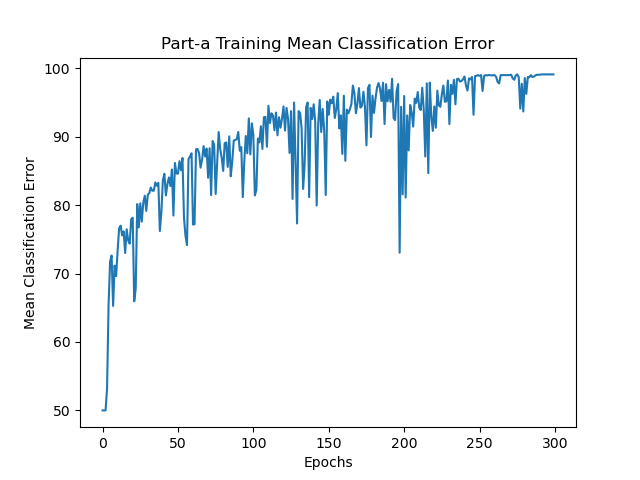 Part-a Training Mean Classification Error
100
90
80
70
60
50
Mean Classification Error
0 50 100 150 200 250 300
Epochs